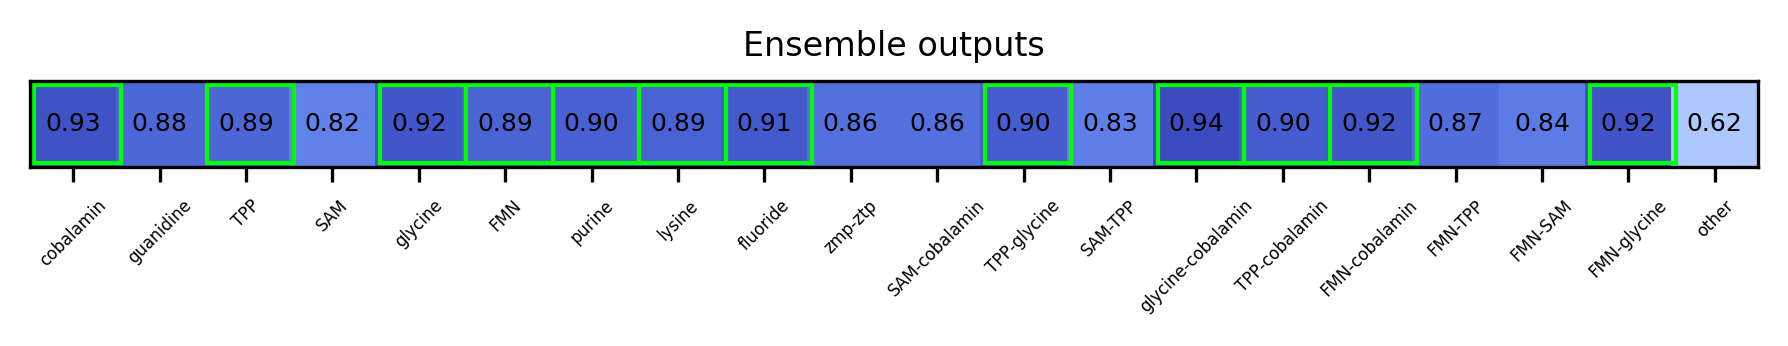 Ensemble outputs
0.93 0.88 0.89 0.82 0.92 0.89 0.90 0.89 0.91 0.86 0.86 0.90 0.83 0.94 0.90 0.92 0.87 0.84 0.92 0.62
cobalamin
guanidine
TPP
SAM
glycine
FMN
purine
lysine
fluoride
zmp-ztp
SAM-cobalamin
TPP-glycine
SAM-TPP
glycine-cobalamin
TPP-cobalamin
FMN-cobalamin
FMN-TPP
FMN-SAM
FMN-glycine
other